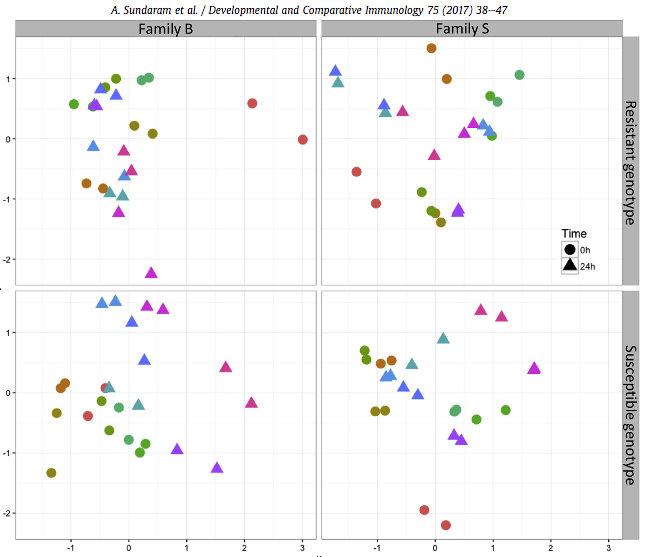 A. Sundaram et al. / Developmental and Comparative Immunology 75 (2017) 38–47
Family B
Family S
1
0
-1
-2
Resistant genotype
Time
0h
24h
1
0
-1
-2
Susceptible genotype
-1
0
1
2
3
-1
0
1
2
3